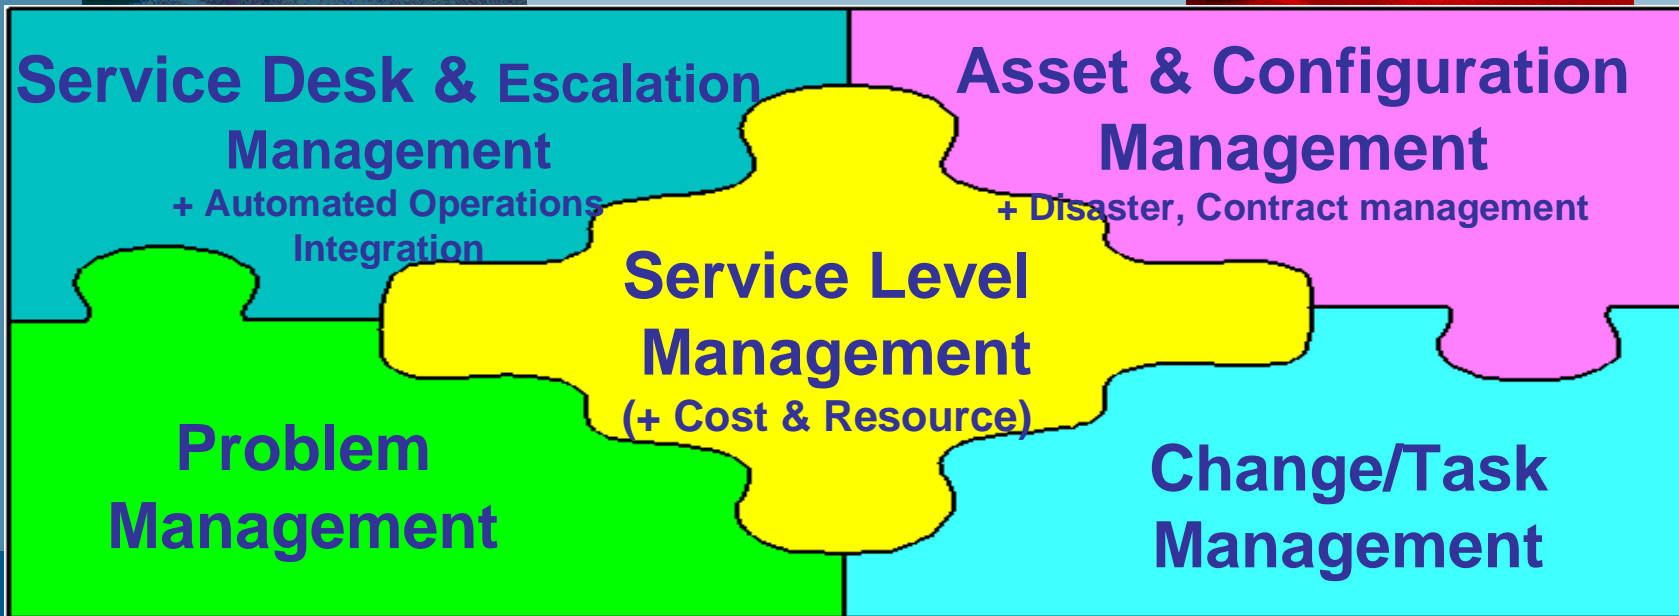 Service Desk & Escalation
Management
+ Automated Operations
Integration
Asset & Configuration
Management
+ Disaster, Contract management
Service Level
Management
(+ Cost & Resource)
Problem
Management
Change/Task
Management